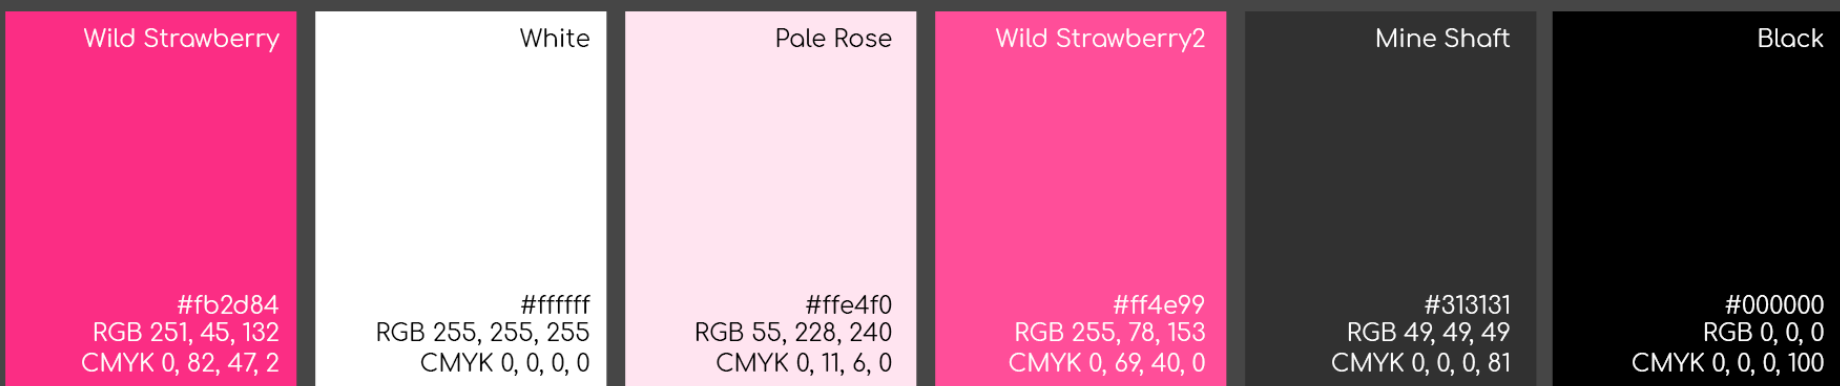 Wild Strawberry
#fb2d84
RGB 251, 45, 132
CMYK 0, 82, 47, 2
White
#ffffff
RGB 255, 255, 255
CMYK 0, 0, 0, 0
Pale Rose
#ffe4f0
RGB 55, 228, 240
CMYK 0, 11, 6, 0
Wild Strawberry2
#ff4e99
RGB 255, 78, 153
CMYK 0, 69, 40, 0
Mine Shaft
#313131
RGB 49, 49, 49
CMYK 0, 0, 0, 81
Black
#000000
RGB 0, 0, 0
CMYK 0, 0, 0, 100